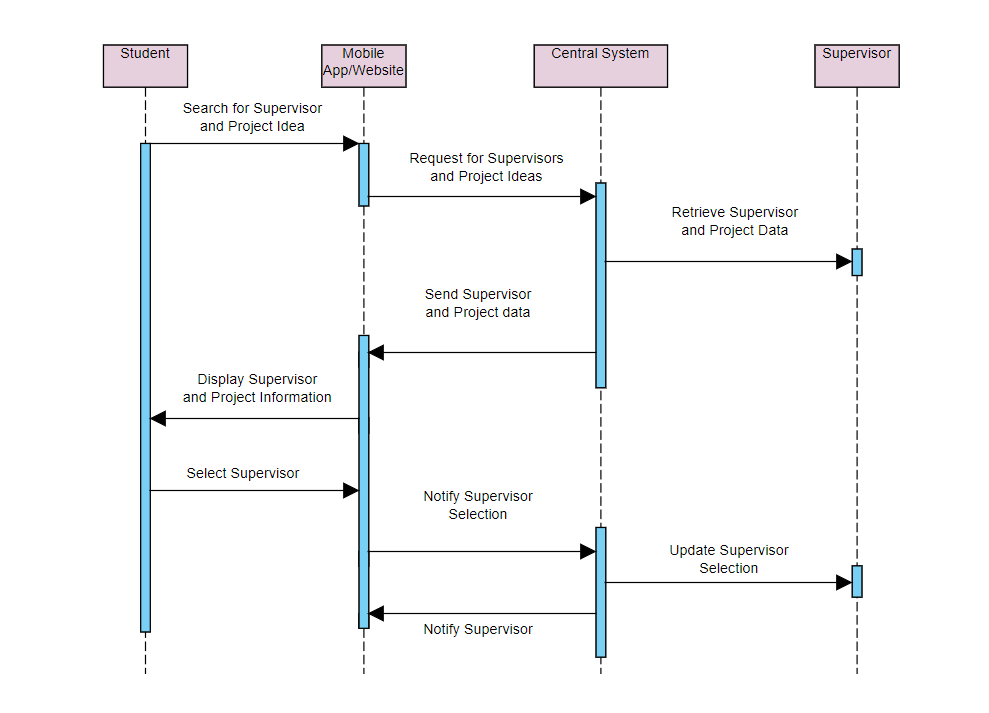 Student
Mobile
App/Website
Central System
Supervisor
Search for Supervisor
and Project Idea
Request for Supervisors
and Project Ideas
Retrieve Supervisor
and Project Data
Send Supervisor
and Project data
Display Supervisor
and Project Information
Select Supervisor
Notify Supervisor
Selection
Update Supervisor
Selection
Notify Supervisor